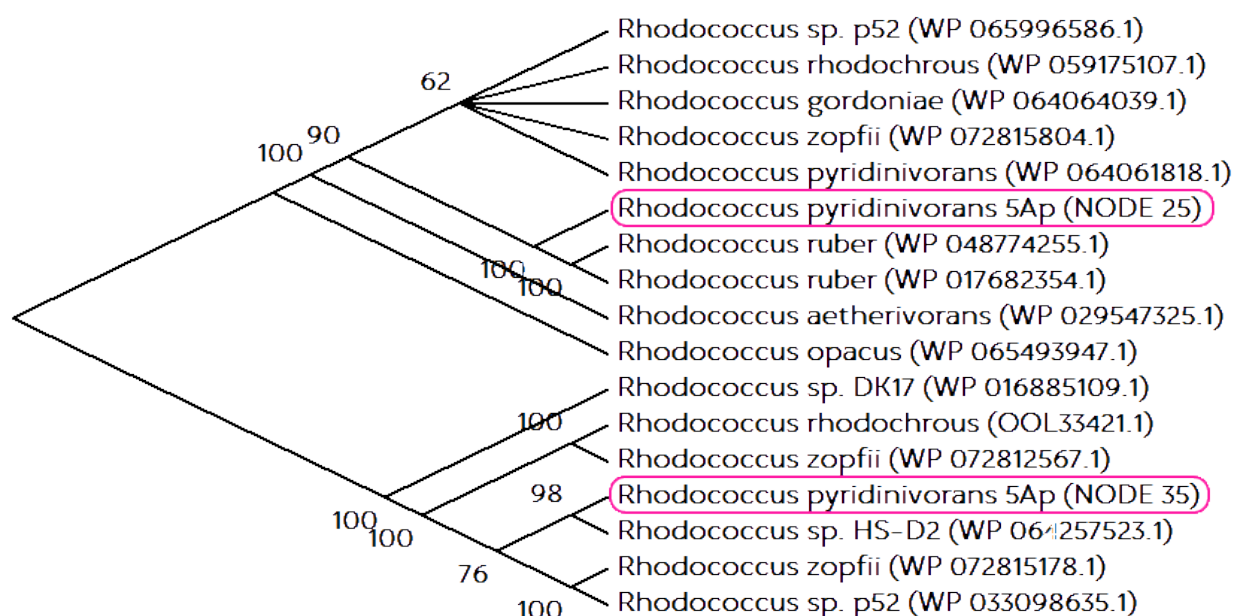 Rhodococcus sp. p52 (WP 065996586.1)
Rhodococcus rhodochrous (WP 059175107.1)
62
Rhodococcus gordoniae (WP 064064039.1)
90
Rhodococcus zopfii (WP 072815804.1)
100
Rhodococcus pyridinivorans (WP 064061818.1)
Rhodococcus pyridinivorans 5Ap (NODE 25)
Rhodococcus ruber (WP 048774255.1)
100
100
Rhodococcus ruber (WP 017682354.1)
Rhodococcus aetherivorans (WP 029547325.1)
Rhodococcus opacus (WP 065493947.1)
Rhodococcus sp. DK17 (WP 016885109.1)
100
Rhodococcus rhodochrous (OOL33421.1)
Rhodococcus zopfii (WP 072812567.1)
98
Rhodococcus pyridinivorans 5Ap (NODE 35)
100
100
Rhodococcus sp. HS-D2 (WP 064257523.1)
76
Rhodococcus zopfii (WP 072815178.1)
100
Rhodococcus sp. p52 (WP 033098635.1)